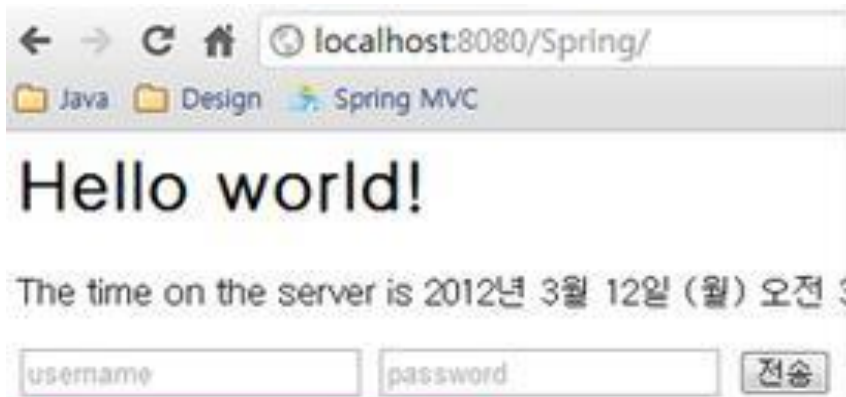 localhost:8080/Spring/
Java Design Spring MVC
Hello world!
The time on the server is 2012년 3월 12일 (월) 오전
username password 전송